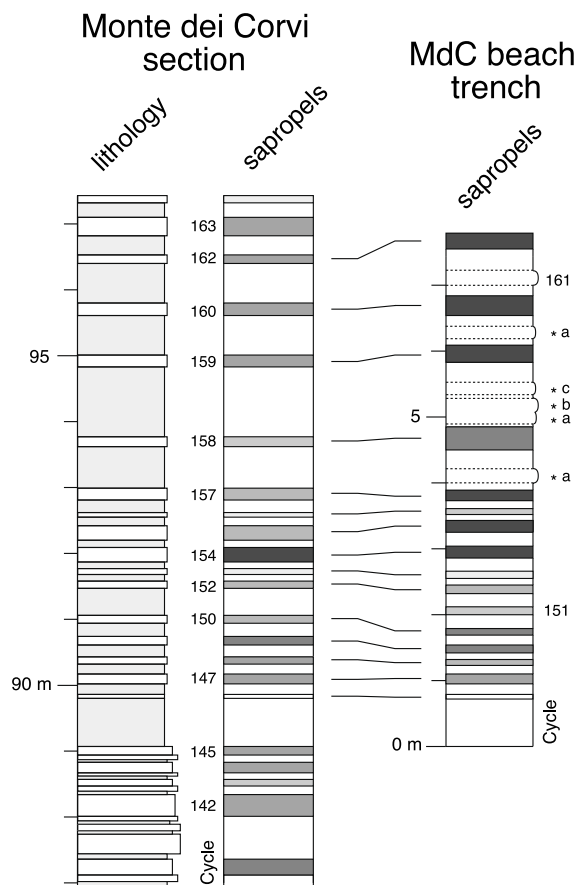 Monte dei Corvi
section
MdC beach
trench
lithology
sapropels
sapropels
163
162
161
160
* a
95
159
* c
* b
5
* a
158
* a
157
154
152
151
150
147
90 m
Cycle
145
0 m
142
Cycle